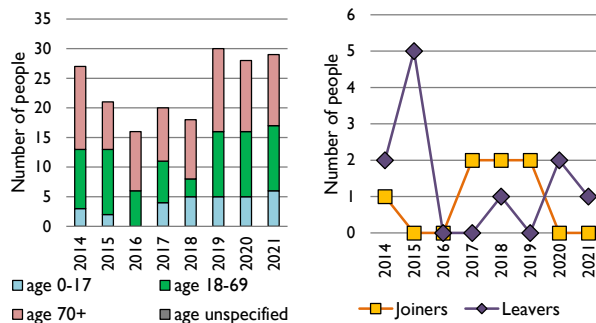 Number of people
35
30
25
20
15
10
5
0
2014 2015 2016 2017 2018 2019 2020 2021
age 0-17 age 18-69
age 70+ age unspecified
Number of people
6
5
4
3
2
1
0
2014 2015 2016 2017 2018 2019 2020 2021
Joiners Leavers